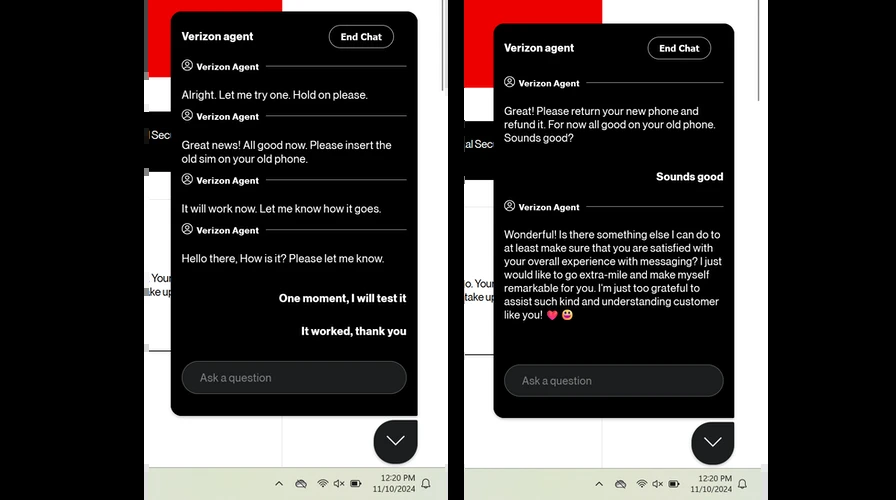 Verizon agent
End Chat
Verizon Agent
Alright. Let me try one. Hold on please.
Verizon Agent
Great news! All good now. Please insert the
old sim on your old phone.
Verizon Agent
It will work now. Let me know how it goes.
Verizon Agent
Hello there, How is it? Please let me know.
One moment, I will test it
It worked, thank you
Ask a question
12:20 PM
11/10/2024
Verizon agent
End Chat
Verizon Agent
Great! Please return your new phone and
refund it. For now all good on your old phone.
Sounds good?
Sounds good
Verizon Agent
Wonderful! Is there something else I can do to
at least make sure that you are satisfied with
your overall experience with messaging? I just
would like to go extra-mile and make myself
remarkable for you. I'm just too grateful to
assist such kind and understanding customer
like you! ❤️ 😃
Ask a question
12:20 PM
11/10/2024